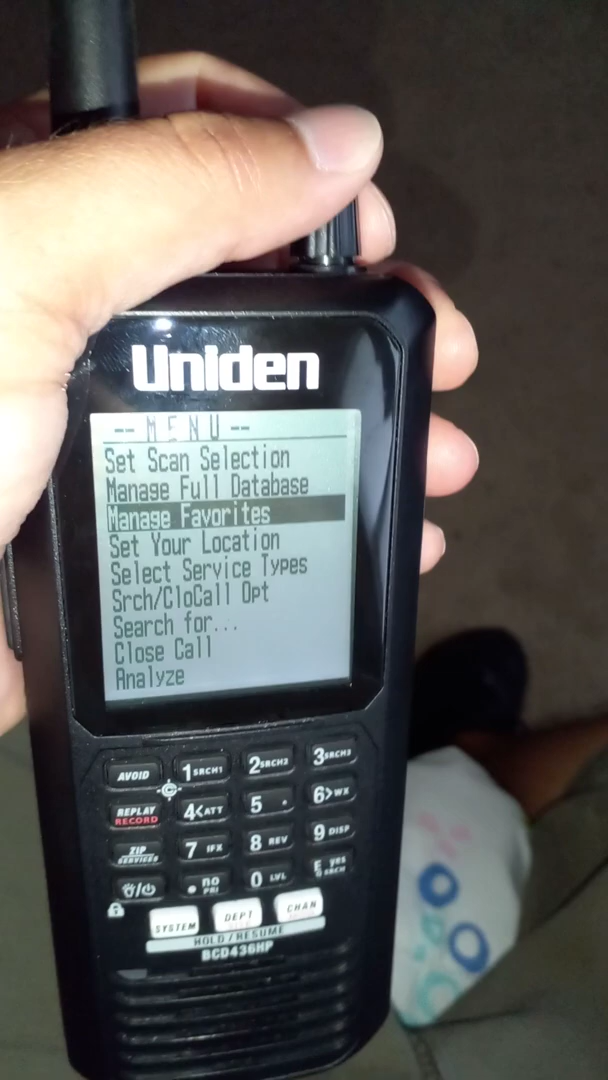 Uniden
-- M E N U --
Set Scan Selection
Manage Full Database
Manage Favorites
Set Your Location
Select Service Types
Srch/CloCall Opt
Search for...
Close Call
Analyze
AVOID 1 SRCH1 2 SRCH2 3 SRCH3
REPLAY 4 < ATT 5 . 6 > WX
RECORD
ZIP 7 IFX 8 REV 9 DISP
SERVICES
. no 0 LVL E yes
PRI SRCH
SYSTEM DEPT CHAN
HOLD / RESUME
BCD436HP